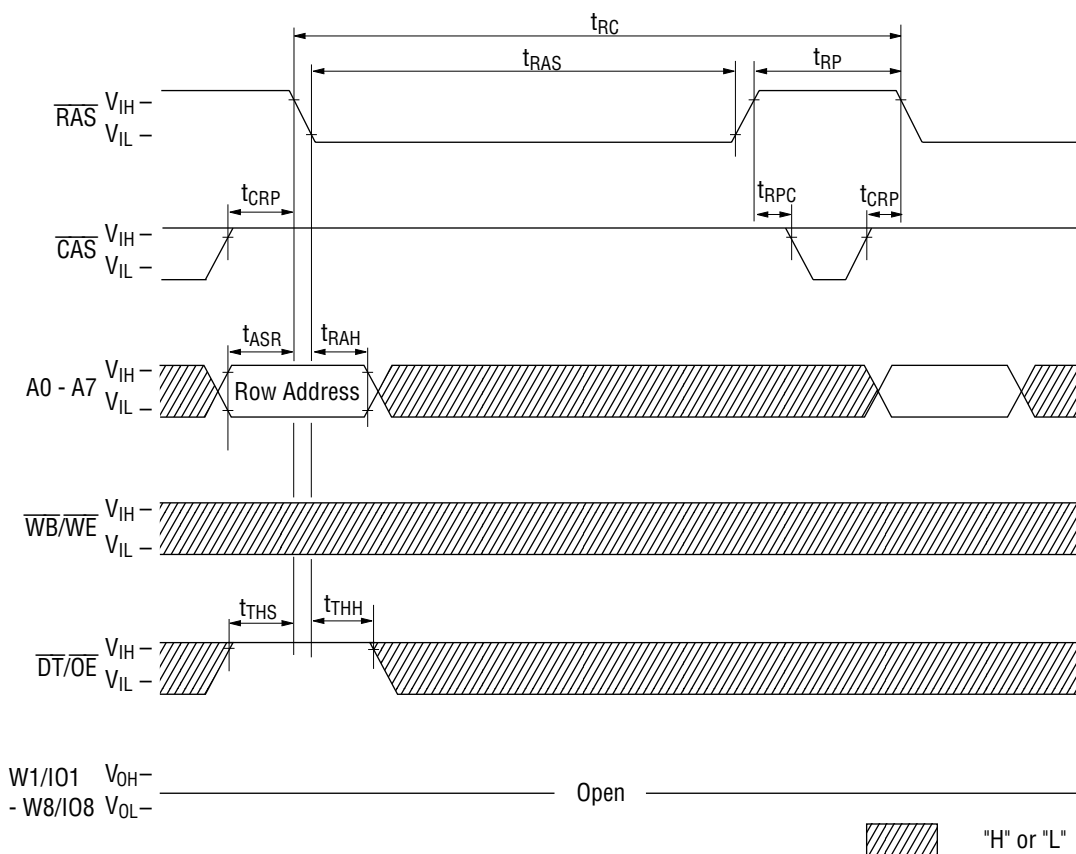 tRC
tRAS tRP
RAS VIH –
VIL –
tCRP tRPC tCRP
CAS VIH –
VIL –
tASR tRAH
A0 - A7 VIH –
VIL –
Row Address
WB/WE VIH –
VIL –
tTHS tTHH
DT/OE VIH –
VIL –
W1/IO1 VOH –
- W8/IO8 VOL –
Open
"H" or "L"